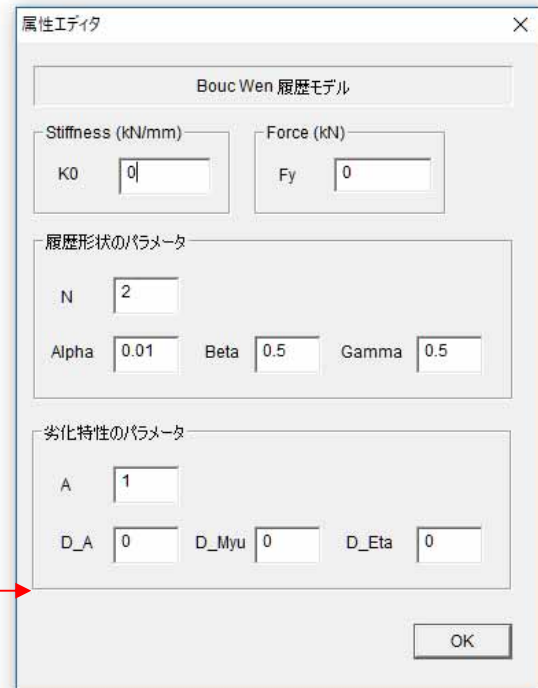 属性エディタ
Bouc Wen 履歴モデル
Stiffness (kN/mm)
K0 0
Force (kN)
Fy 0
履歴形状のパラメータ
N 2
Alpha 0.01 Beta 0.5 Gamma 0.5
劣化特性のパラメータ
A 1
D_A 0 D_Myu 0 D_Eta 0
OK